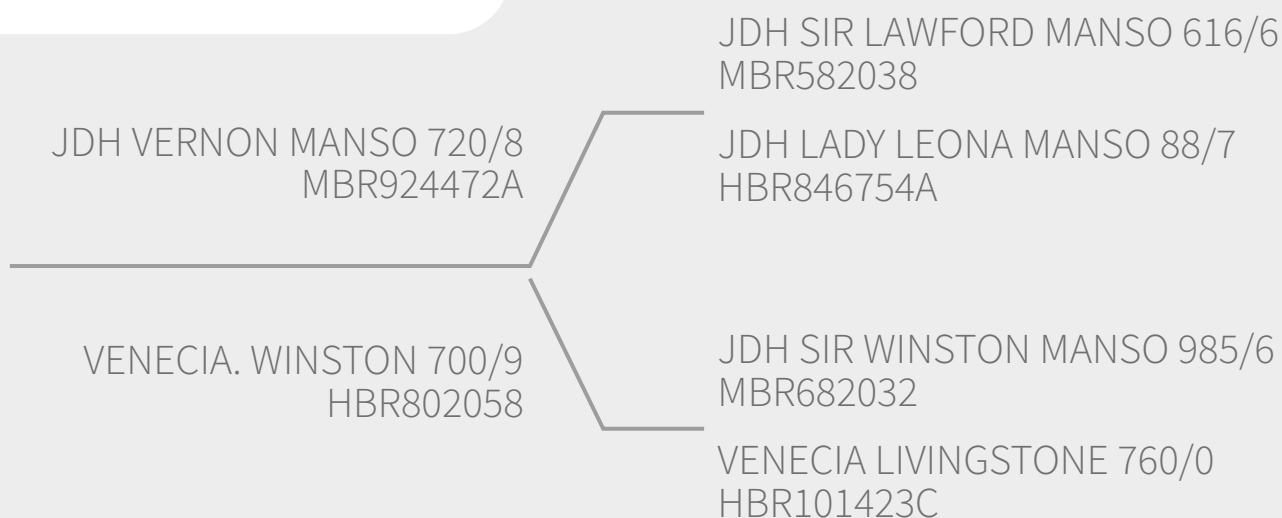 JDH SIR LAWFORD MANSO 616/6
MBR582038
JDH VERNON MANSO 720/8
MBR924472A
JDH LADY LEONA MANSO 88/7
HBR846754A
VENECIA. WINSTON 700/9
HBR802058
JDH SIR WINSTON MANSO 985/6
MBR682032
VENECIA LIVINGSTONE 760/0
HBR101423C